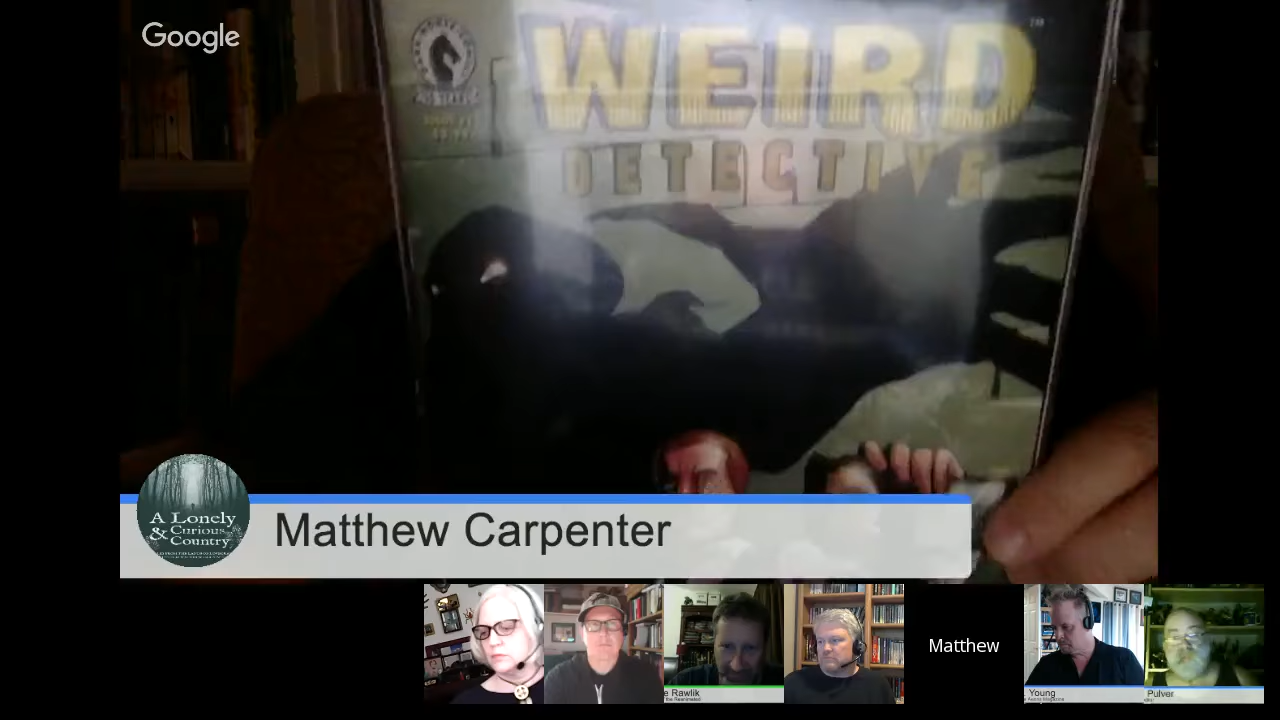 Google
WEIRD
DETECTIVE
A Lonely
& Curious
Country
Matthew Carpenter
Matthew
e Rawlik
Young
Pulver